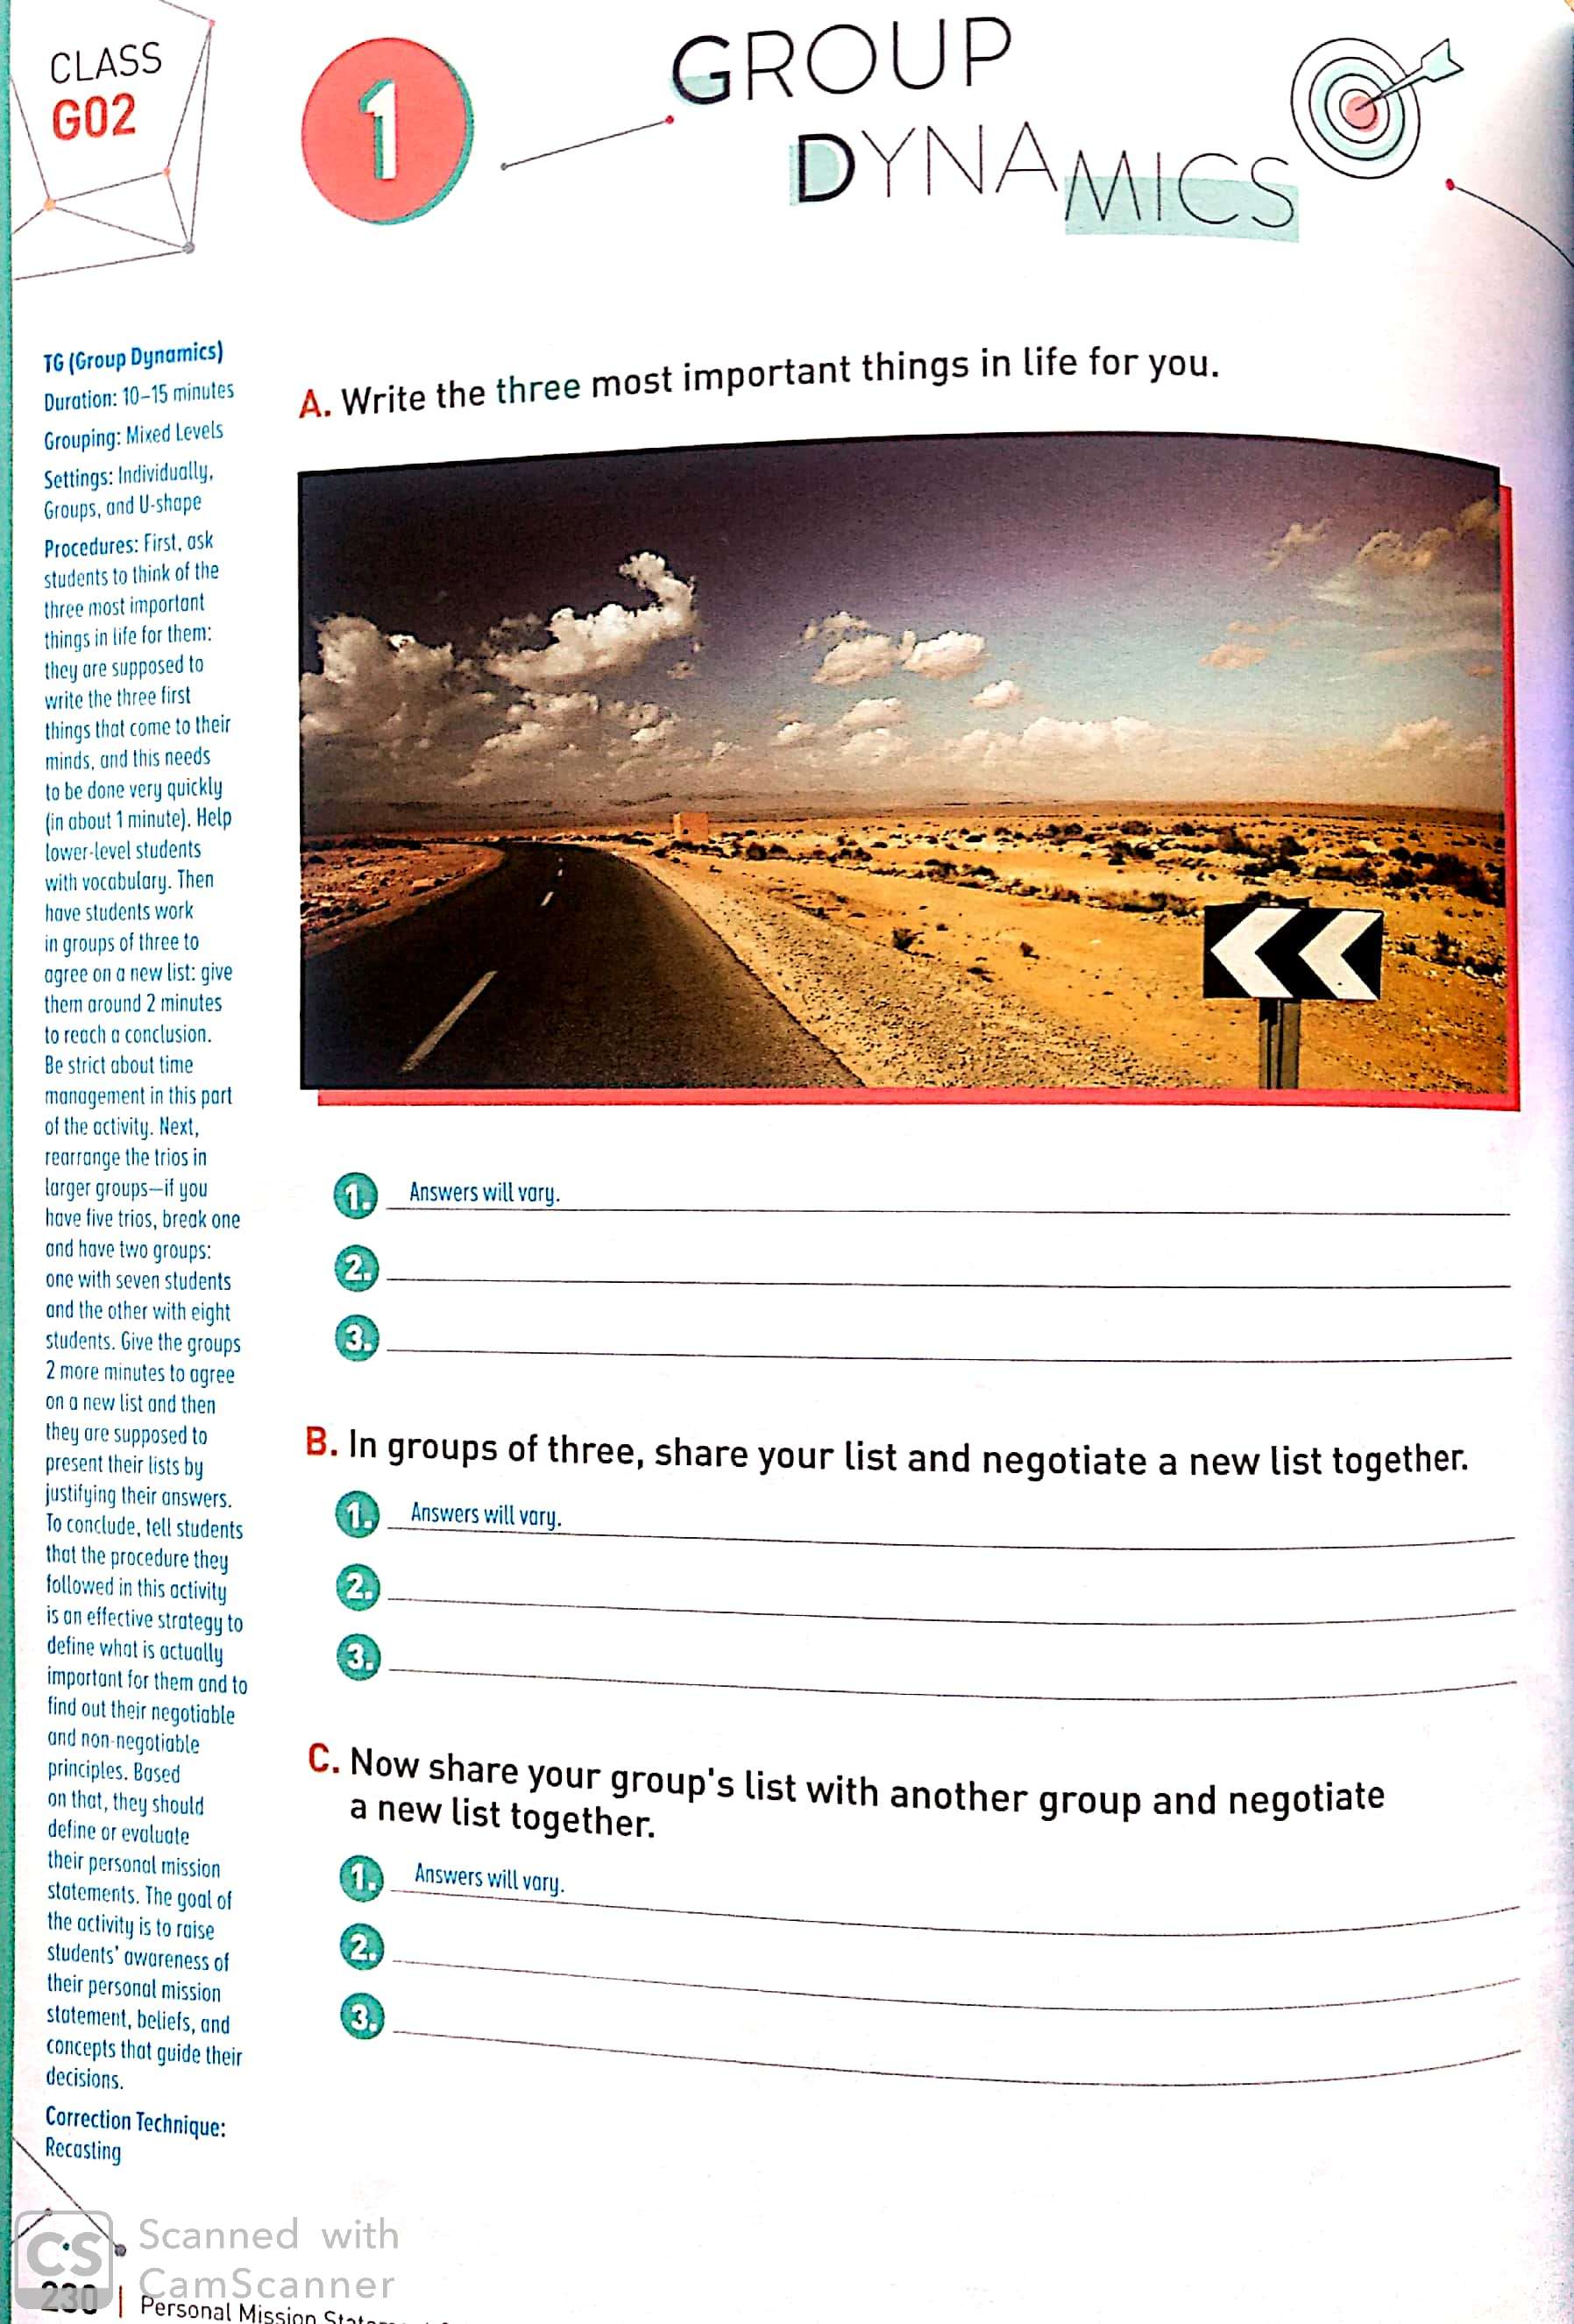 CLASS
G02
1
GROUP
DYNAMICS
TG (Group Dynamics)
Duration: 10–15 minutes
Grouping: Mixed Levels
Settings: Individually,
Groups, and U-shape
Procedures: First, ask
students to think of the
three most important
things in life for them:
they are supposed to
write the three first
things that come to their
minds, and this needs
to be done very quickly
(in about 1 minute). Help
lower-level students
with vocabulary. Then
have students work
in groups of three to
agree on a new list: give
them around 2 minutes
to reach a conclusion.
Be strict about time
management in this part
of the activity. Next,
rearrange the trios in
larger groups—if you
have five trios, break one
and have two groups:
one with seven students
and the other with eight
students. Give the groups
2 more minutes to agree
on a new list and then
they are supposed to
present their lists by
justifying their answers.
To conclude, tell students
that the procedure they
followed in this activity
is an effective strategy to
define what is actually
important for them and to
find out their negotiable
and non-negotiable
principles. Based
on that, they should
define or evaluate
their personal mission
statements. The goal of
the activity is to raise
students' awareness of
their personal mission
statement, beliefs, and
concepts that guide their
decisions.
Correction Technique:
Recasting
A. Write the three most important things in life for you.
1. Answers will vary.
2.
3.
B. In groups of three, share your list and negotiate a new list together.
1. Answers will vary.
2.
3.
C. Now share your group's list with another group and negotiate
a new list together.
1. Answers will vary.
2.
3.
CS Scanned with
CamScanner
230 | Personal Mission